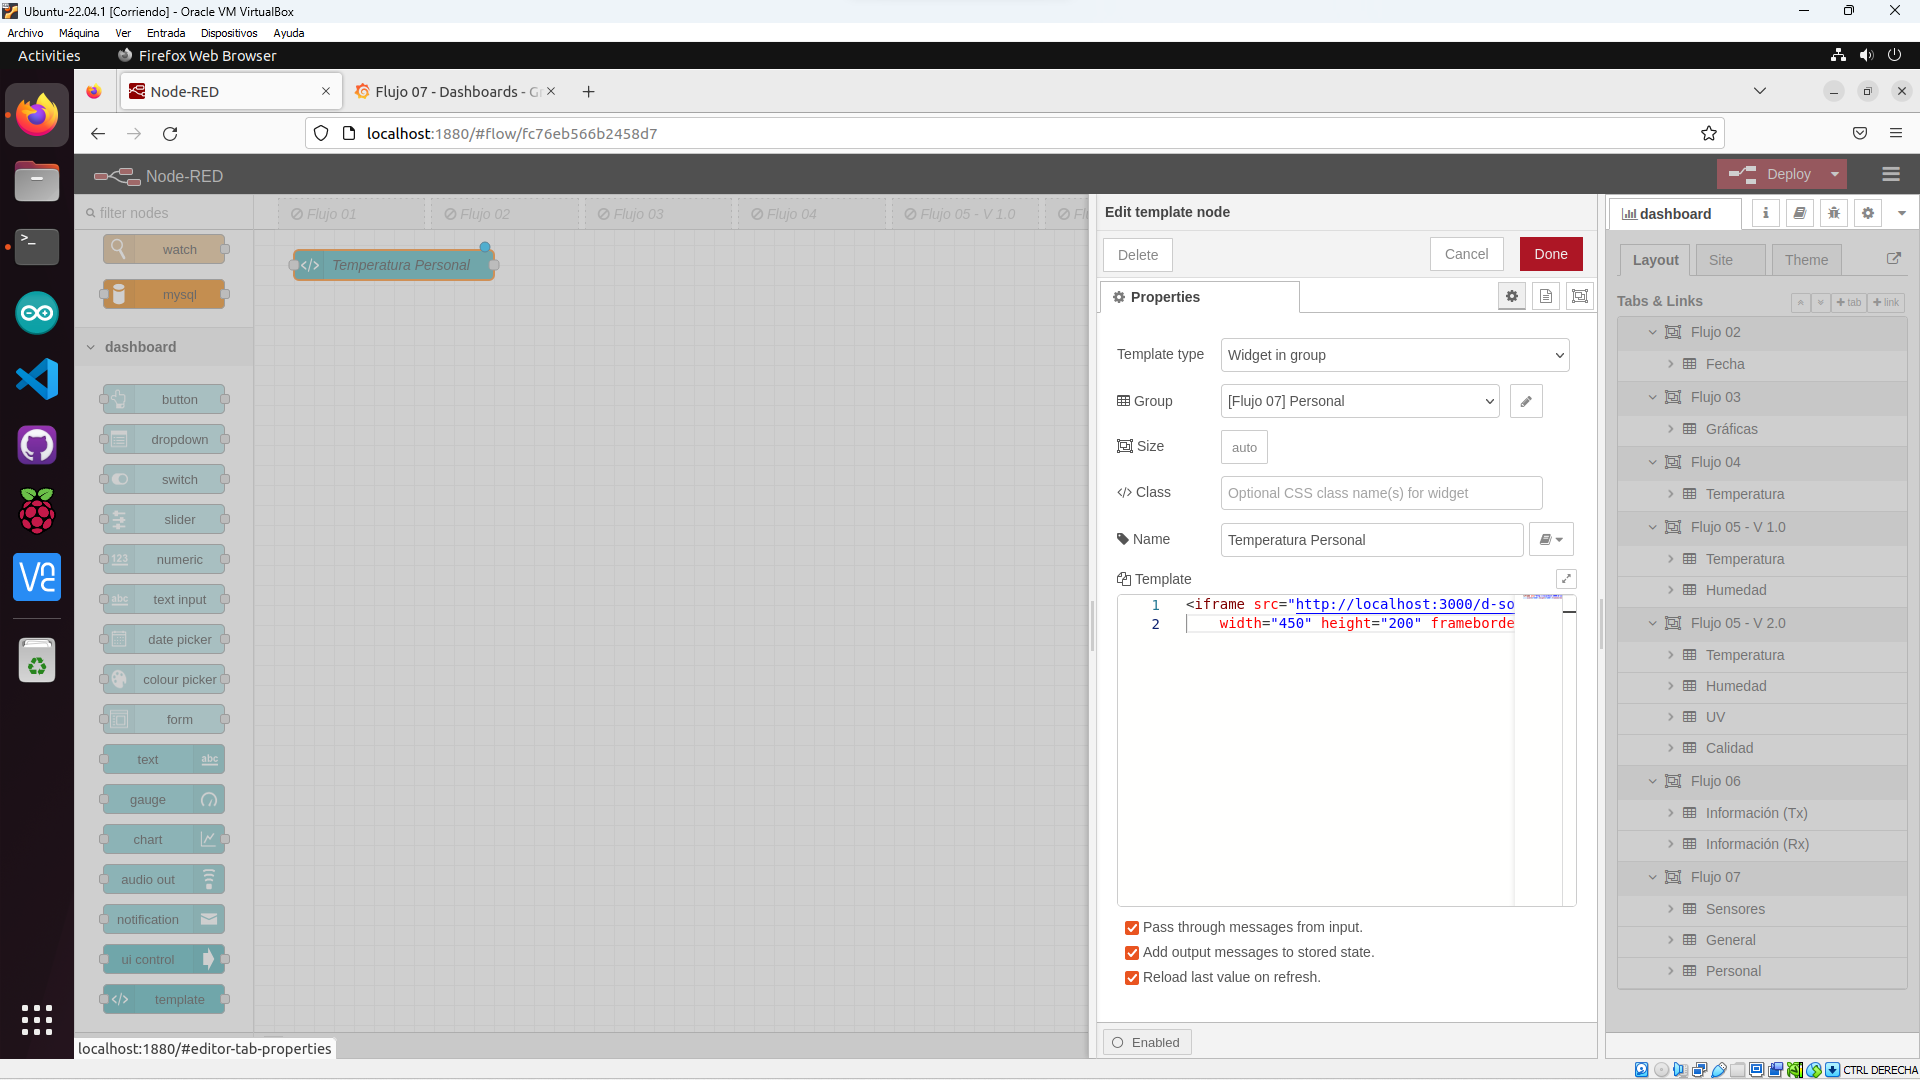 Ubuntu-22.04.1 [Corriendo] - Oracle VM VirtualBox
Archivo Máquina Ver Entrada Dispositivos Ayuda
Activities Firefox Web Browser
Node-RED
Flujo 07 - Dashboards - Gr
localhost:1880/#flow/fc76eb566b2458d7
Node-RED
Deploy
filter nodes
watch
mysql
dashboard
button
dropdown
switch
slider
numeric
text input
date picker
colour picker
form
text
gauge
chart
audio out
notification
ui control
template
Flujo 01
Flujo 02
Flujo 03
Flujo 04
Flujo 05 - V 1.0
Temperatura Personal
Edit template node
Delete
Cancel
Done
Properties
Template type
Widget in group
Group
[Flujo 07] Personal
Size
auto
Class
Optional CSS class name(s) for widget
Name
Temperatura Personal
Template
1 <iframe src="http://localhost:3000/d-so
2 width="450" height="200" frameborde
Pass through messages from input.
Add output messages to stored state.
Reload last value on refresh.
Enabled
dashboard
Layout
Site
Theme
Tabs & Links
tab
link
Flujo 02
Fecha
Flujo 03
Gráficas
Flujo 04
Temperatura
Flujo 05 - V 1.0
Temperatura
Humedad
Flujo 05 - V 2.0
Temperatura
Humedad
UV
Calidad
Flujo 06
Información (Tx)
Información (Rx)
Flujo 07
Sensores
General
Personal
localhost:1880/#editor-tab-properties
CTRL DERECHA